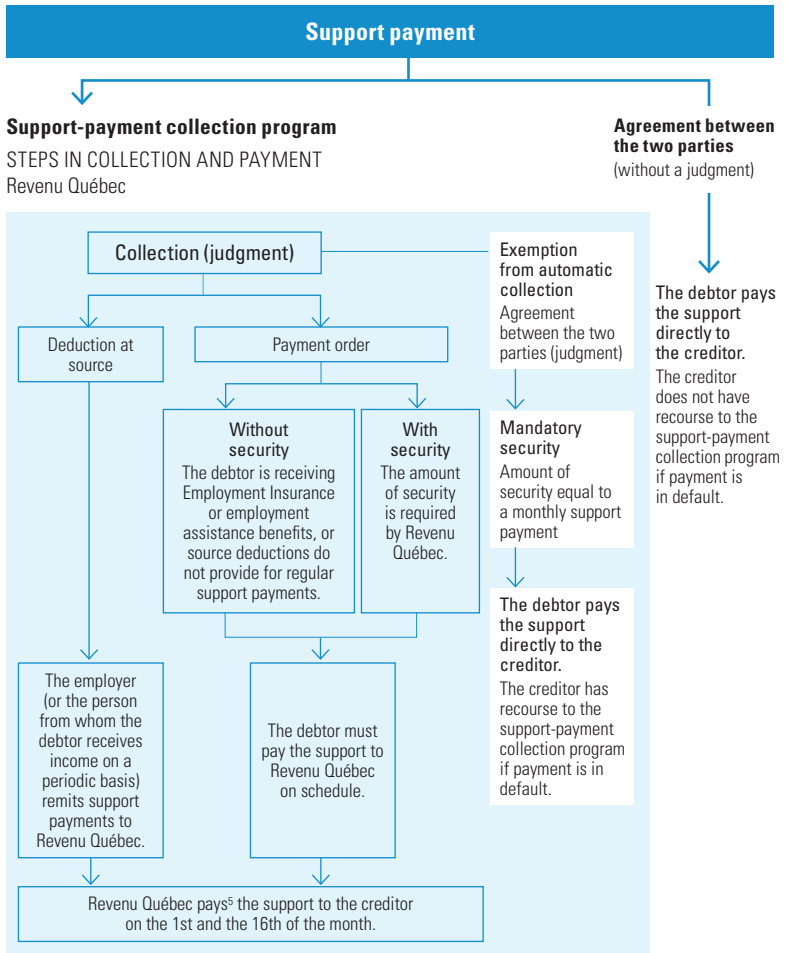 Support payment
Support-payment collection program
STEPS IN COLLECTION AND PAYMENT
Revenu Québec
Agreement between
the two parties
(without a judgment)
Collection (judgment)
Exemption
from automatic
collection
Agreement
between the two
parties (judgment)
The debtor pays
the support
directly to
the creditor.
The creditor
does not have
recourse to the
support-payment
collection program
if payment is
in default.
Deduction at
source
Payment order
Without
security
The debtor is receiving
Employment Insurance
or employment
assistance benefits, or
source deductions do
not provide for regular
support payments.
With
security
The amount
of security
is required
by Revenu
Québec.
Mandatory
security
Amount of
security equal to
a monthly support
payment
The debtor pays
the support
directly to the
creditor.
The creditor has
recourse to the
support-payment
collection program
if payment is in
default.
The employer
(or the person
from whom the
debtor receives
income on a
periodic basis)
remits support
payments to
Revenu Québec.
The debtor must
pay the support to
Revenu Québec
on schedule.
Revenu Québec pays⁵ the support to the creditor
on the 1st and the 16th of the month.